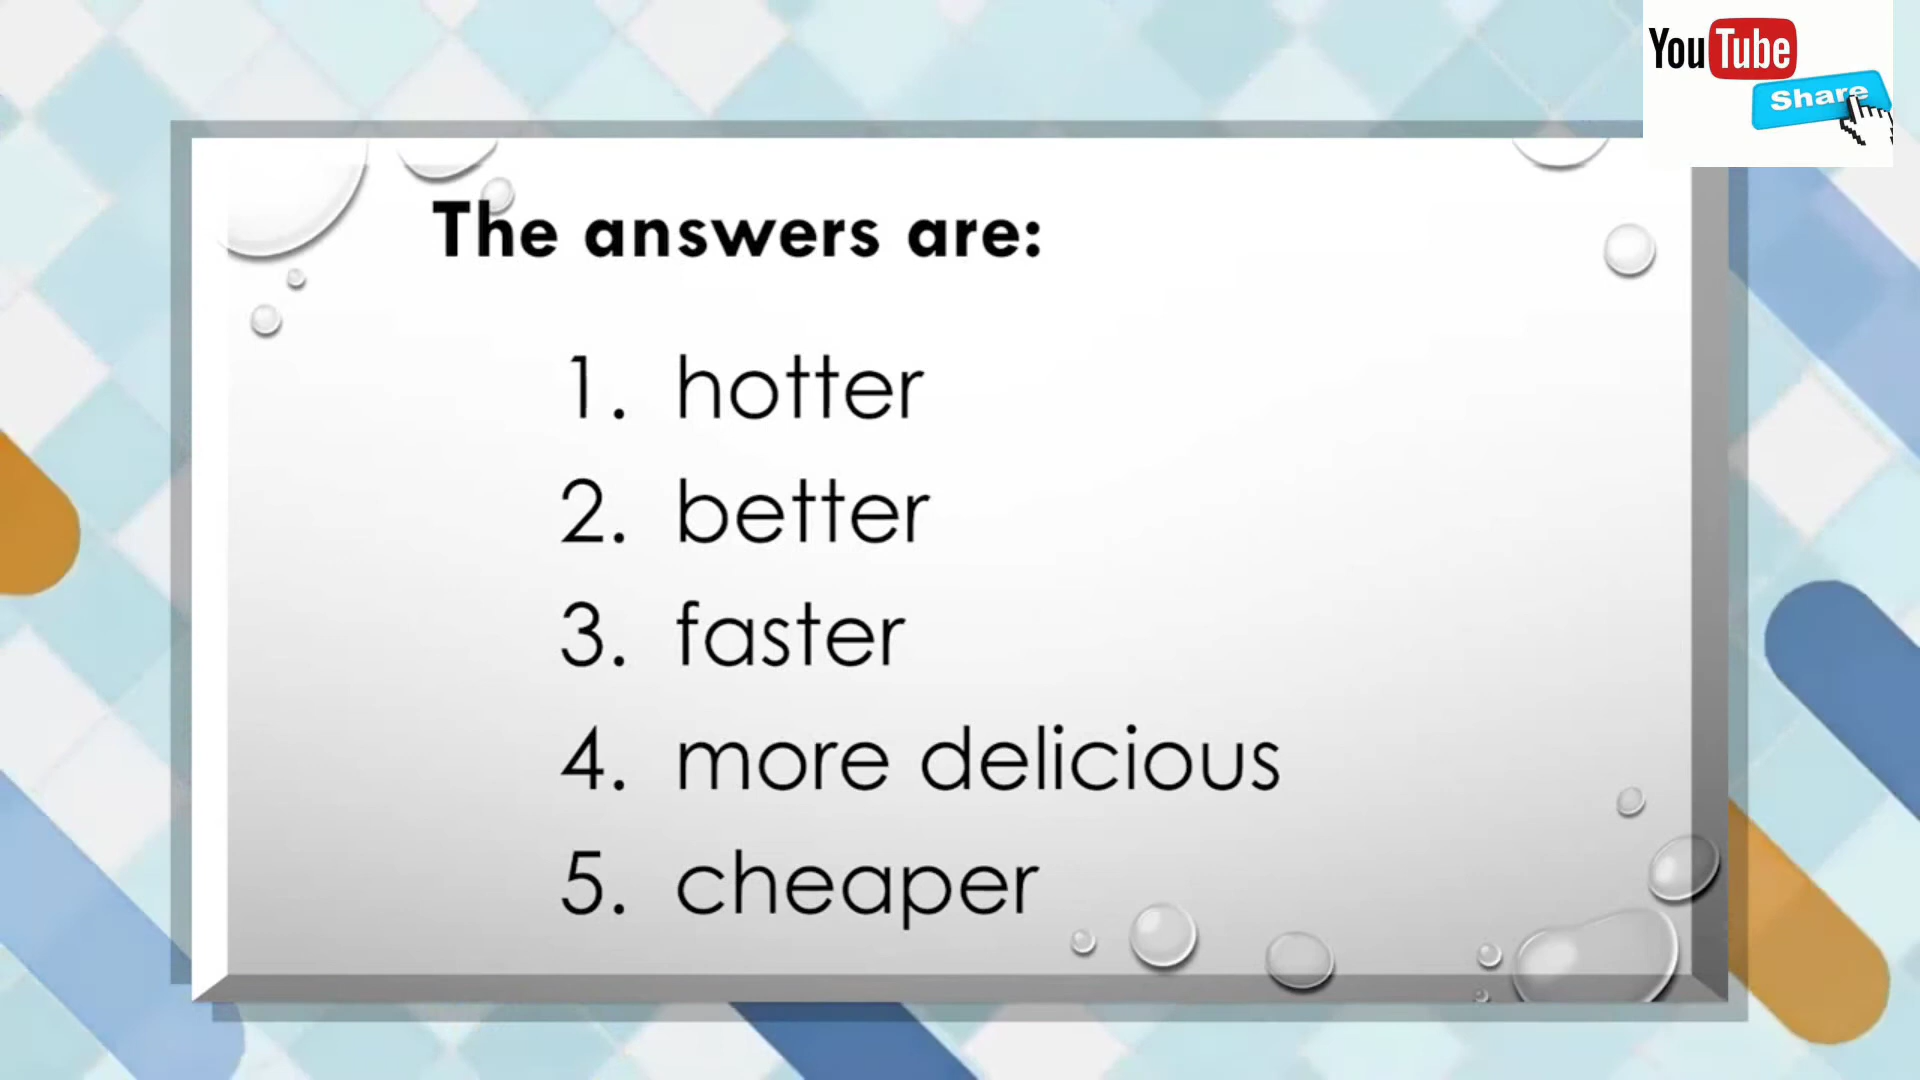 YouTube
Share
The answers are:
1. hotter
2. better
3. faster
4. more delicious
5. cheaper